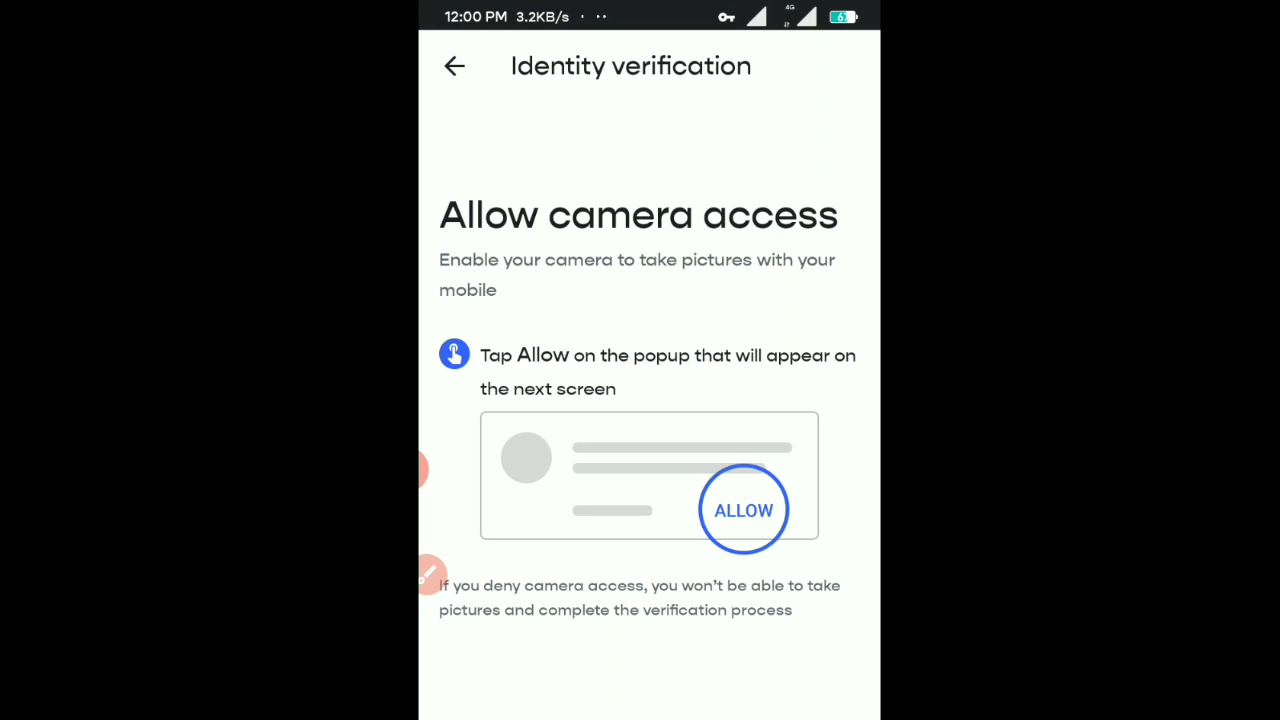 12:00 PM 3.2KB/s
4G
Identity verification
Allow camera access
Enable your camera to take pictures with your
mobile
Tap Allow on the popup that will appear on
the next screen
ALLOW
If you deny camera access, you won't be able to take
pictures and complete the verification process